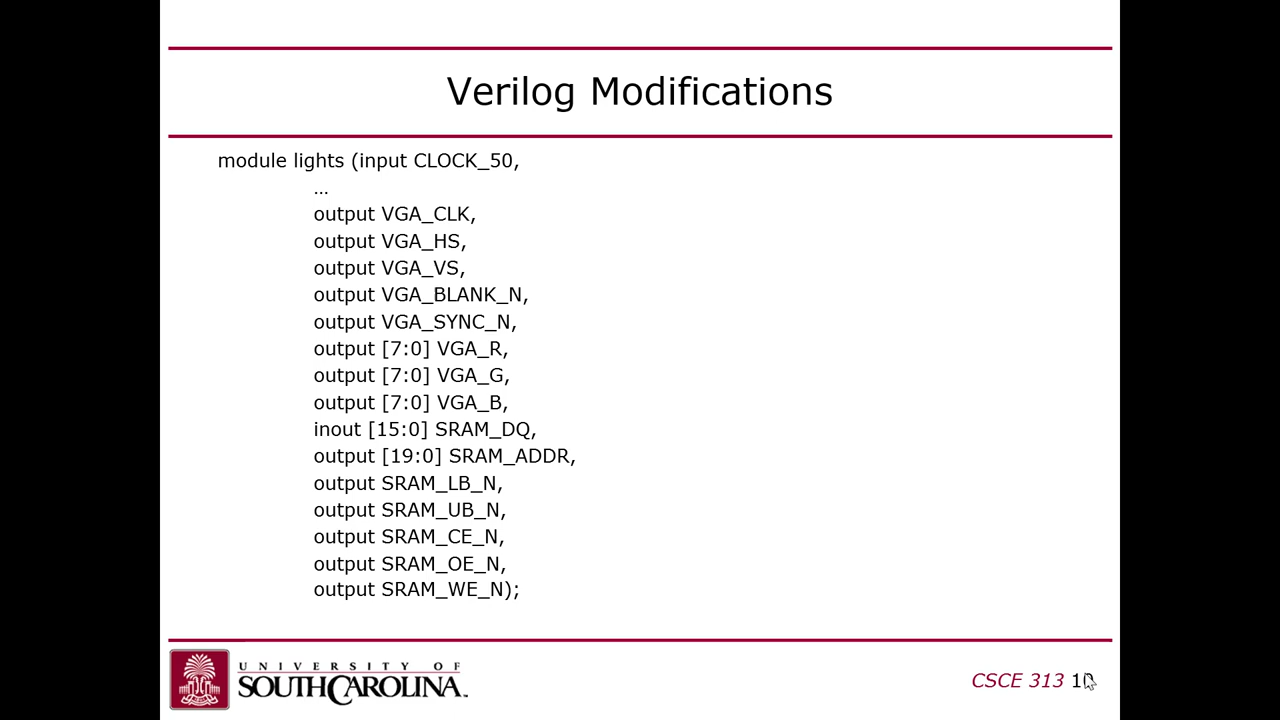 Verilog Modifications
module lights (input CLOCK_50,
…
output VGA_CLK,
output VGA_HS,
output VGA_VS,
output VGA_BLANK_N,
output VGA_SYNC_N,
output [7:0] VGA_R,
output [7:0] VGA_G,
output [7:0] VGA_B,
inout [15:0] SRAM_DQ,
output [19:0] SRAM_ADDR,
output SRAM_LB_N,
output SRAM_UB_N,
output SRAM_CE_N,
output SRAM_OE_N,
output SRAM_WE_N);
UNIVERSITY OF
SOUTH CAROLINA™
CSCE 313